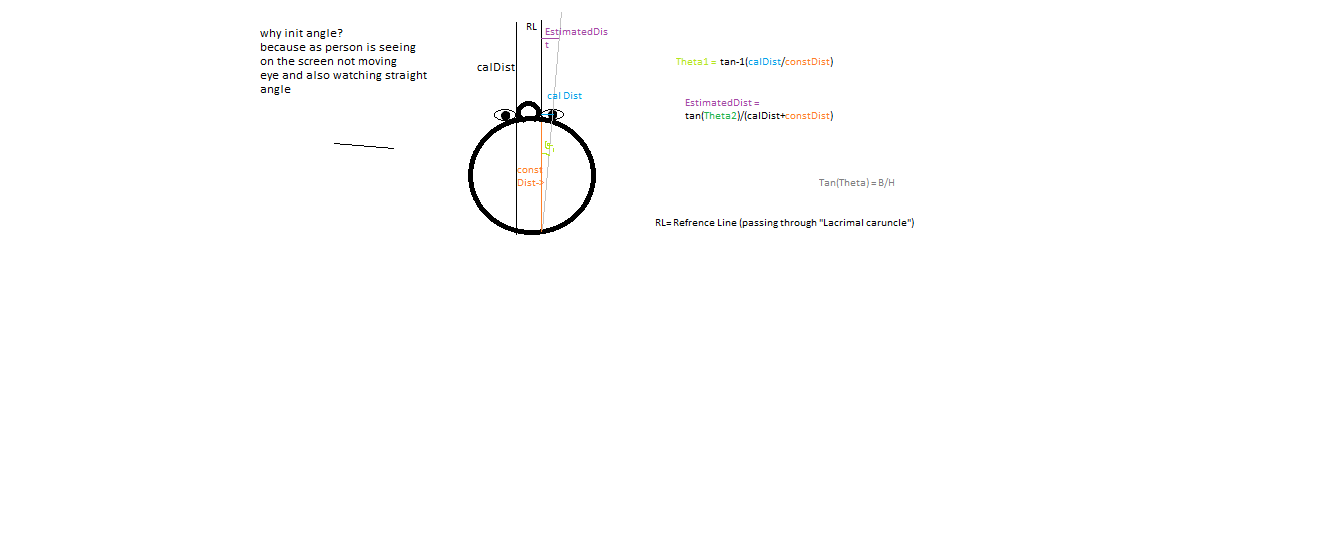 why init angle?
because as person is seeing
on the screen not moving
eye and also watching straight
angle
RL
EstimatedDis
t
calDist
cal Dist
const
Dist->
Theta1 = tan-1(calDist/constDist)
EstimatedDist =
tan(Theta2)/(calDist+constDist)
Tan(Theta) = B/H
RL= Refrence Line (passing through "Lacrimal caruncle")